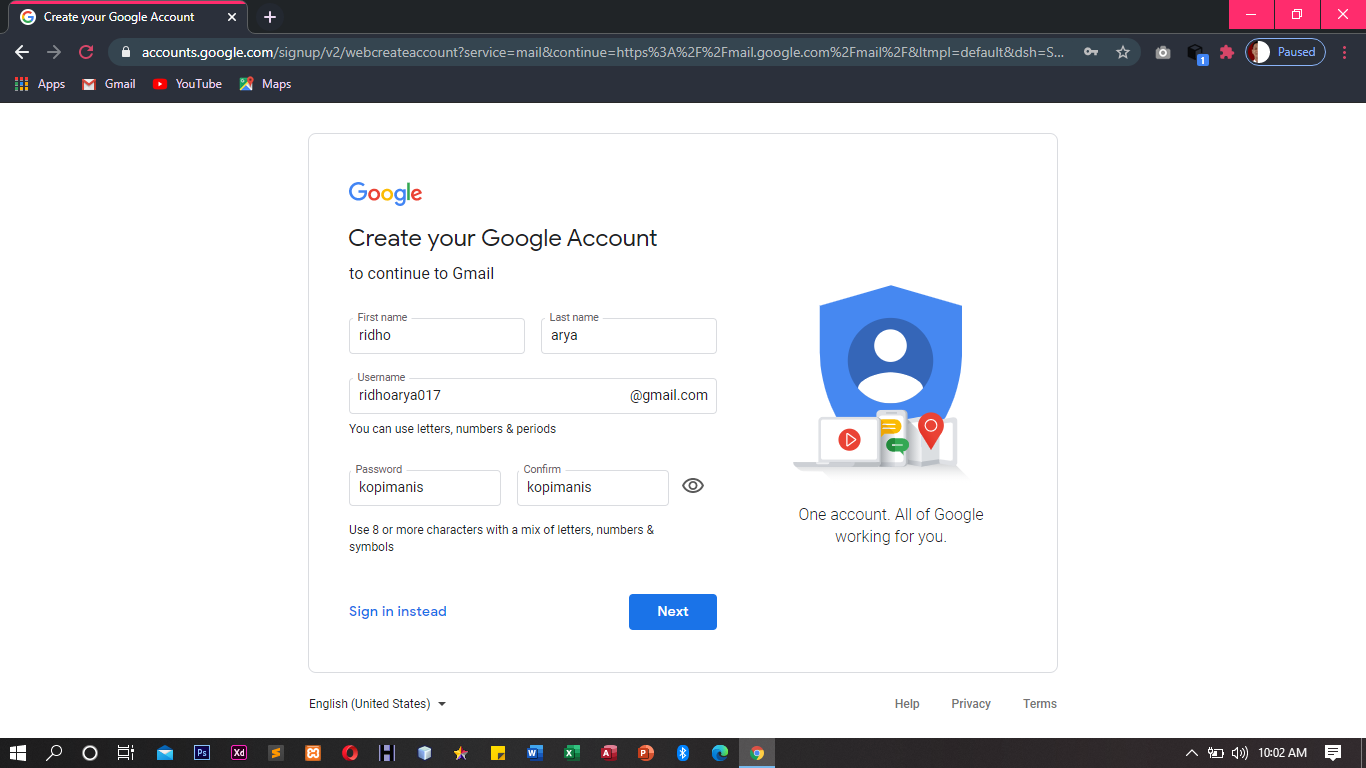 Create your Google Account
accounts.google.com/signup/v2/webcreateaccount?service=mail&continue=https%3A%2F%2Fmail.google.com%2Fmail%2F&ltmpl=default&dsh=S...
1
Paused
Apps Gmail YouTube Maps
Google
Create your Google Account
to continue to Gmail
First name Last name
ridho arya
Username
ridhoarya017 @gmail.com
You can use letters, numbers & periods
Password Confirm
kopimanis kopimanis
Use 8 or more characters with a mix of letters, numbers &
symbols
Sign in instead Next
One account. All of Google
working for you.
English (United States) Help Privacy Terms
Ps Xd 10:02 AM